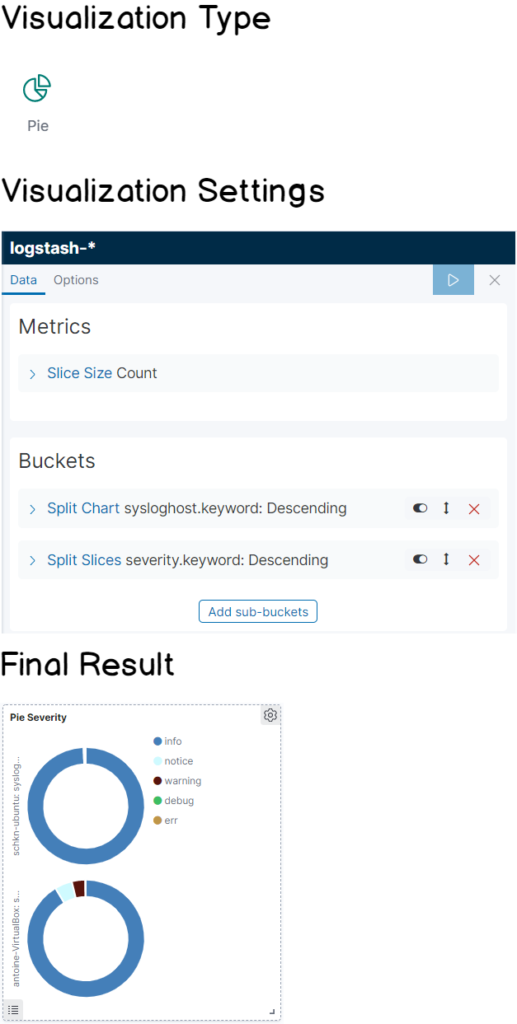 Visualization Type
Pie
Visualization Settings
logstash-*
Data Options
Metrics
Slice Size Count
Buckets
Split Chart sysloghost.keyword: Descending
Split Slices severity.keyword: Descending
Add sub-buckets
Final Result
Pie Severity
schkn-ubuntu: syslog...
info
notice
warning
debug
err
antoine-VirtualBox: s...